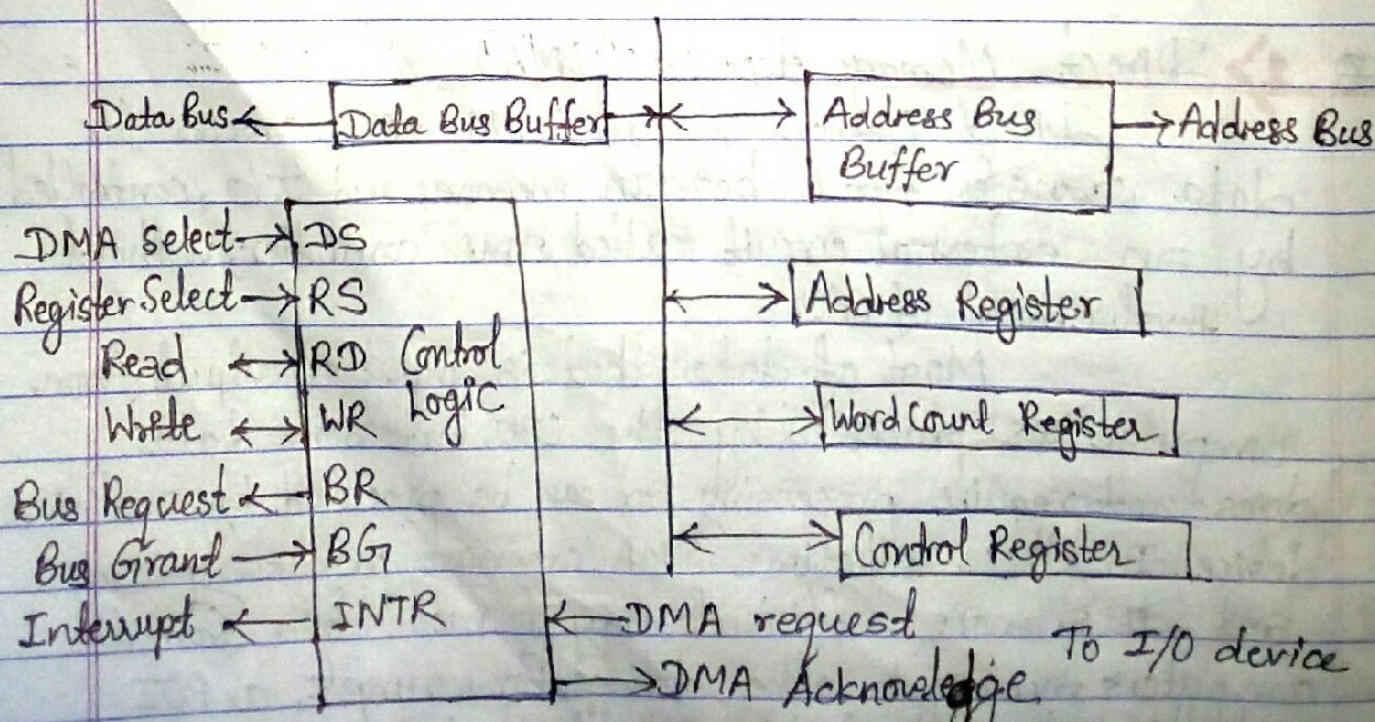 Data Bus Data Bus Buffer Address Bus Buffer Address Bus
DMA Select DS
Register Select RS Address Register
Read RD Control Logic
Write WR Word Count Register
Bus Request BR
Bus Grant BG Control Register
Interrupt INTR DMA request
To I/O device
DMA Acknowledge